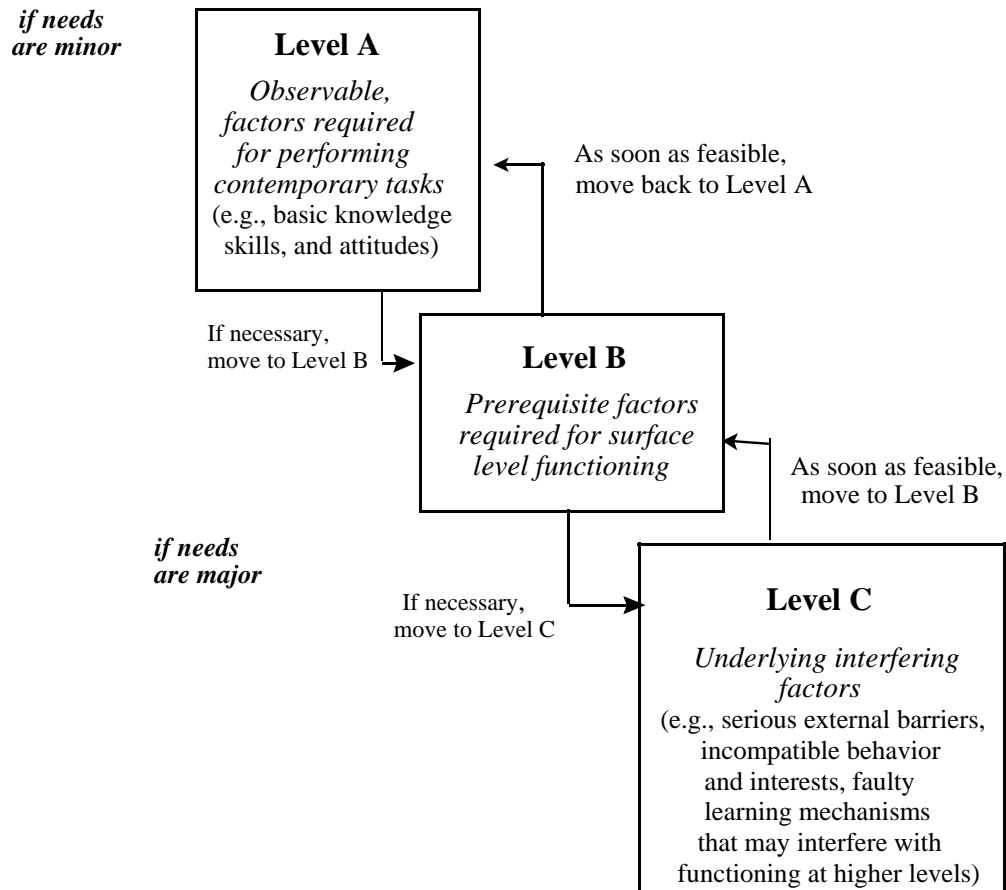 if needs
are minor
Level A
Observable,
factors required
for performing
contemporary tasks
(e.g., basic knowledge
skills, and attitudes)
As soon as feasible,
move back to Level A
If necessary,
move to Level B
Level B
Prerequisite factors
required for surface
level functioning
As soon as feasible,
move to Level B
if needs
are major
If necessary,
move to Level C
Level C
Underlying interfering
factors
(e.g., serious external barriers,
incompatible behavior
and interests, faulty
learning mechanisms
that may interfere with
functioning at higher levels)